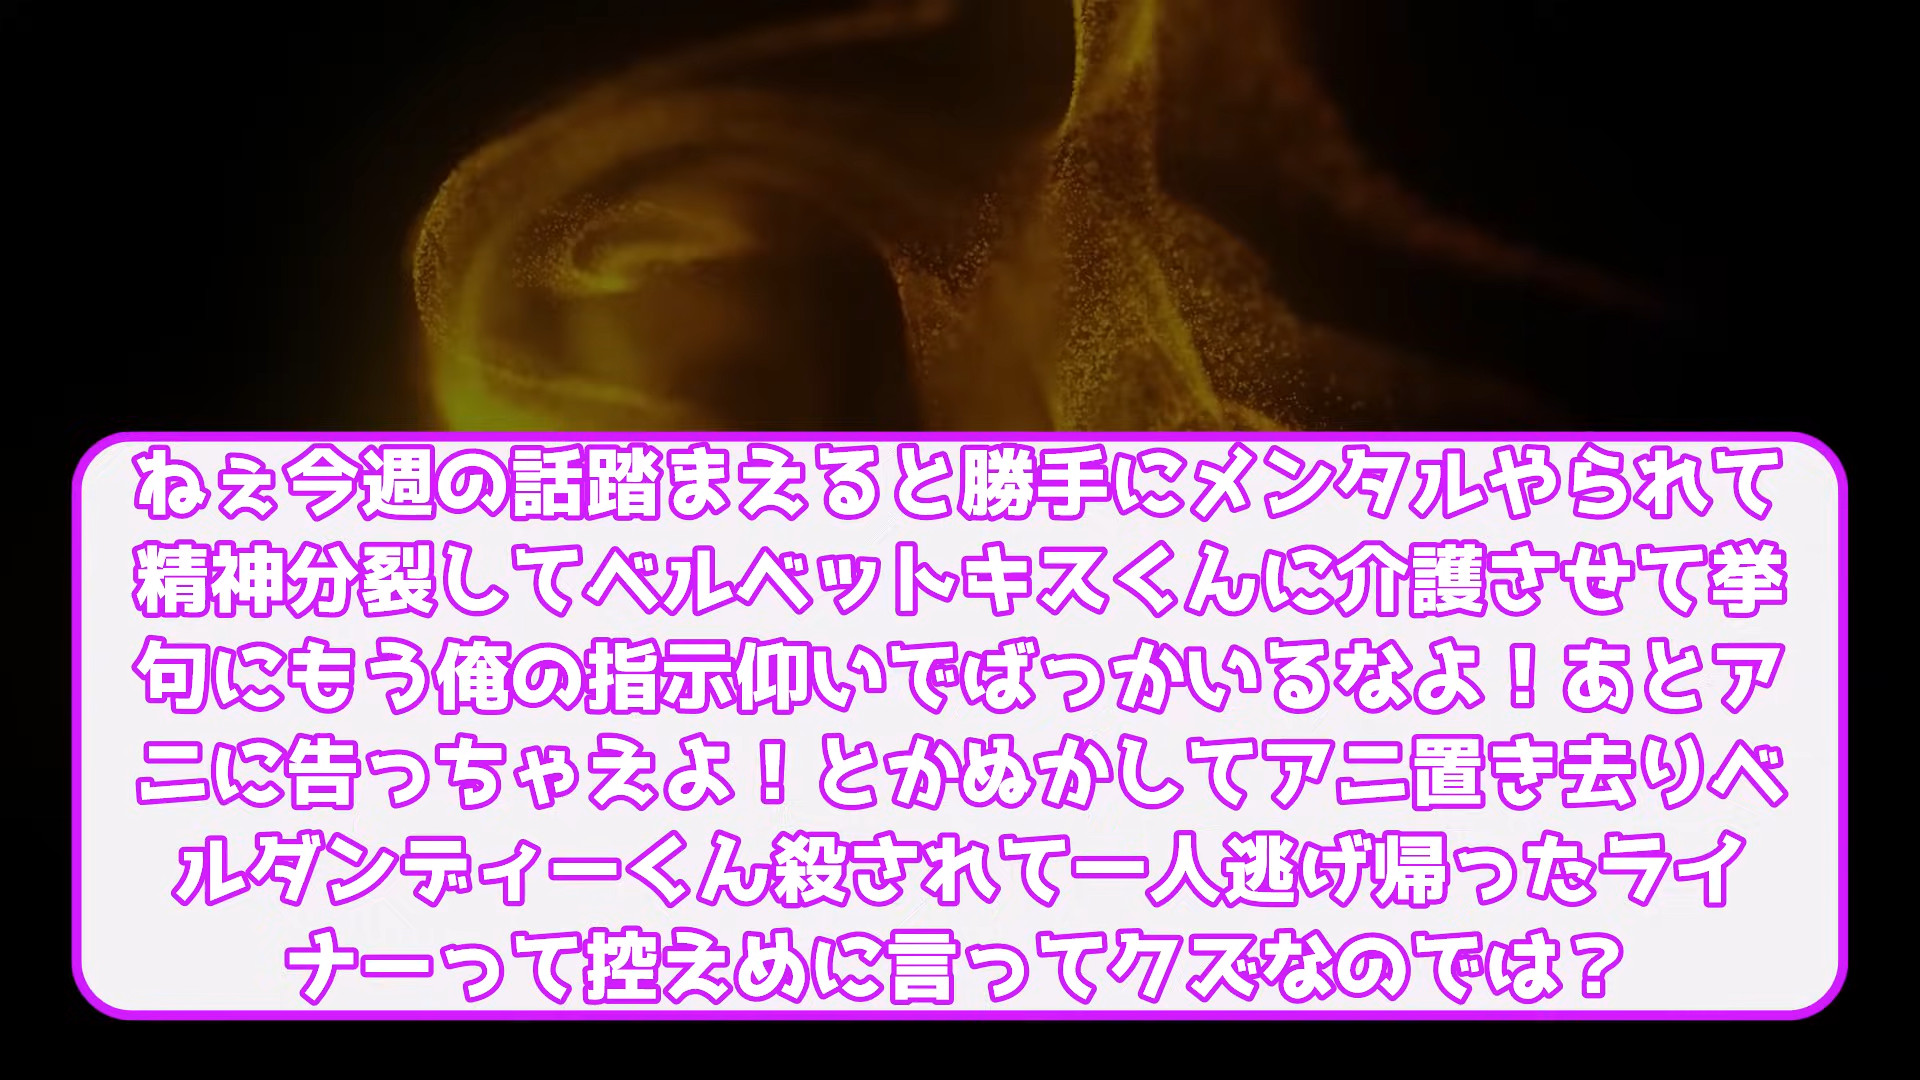 ねぇ今週の話踏まえると勝手にメンタルやられて
精神分裂してベルベットキスくんに介護させて挙
句にもう俺の指示仰いでばっかいるなよ！あとア
ニに告っちゃえよ！とかぬかしてアニ置き去りベ
ルダンディーくん殺されて一人逃げ帰ったライ
ナーって控えめに言ってクズなのでは？